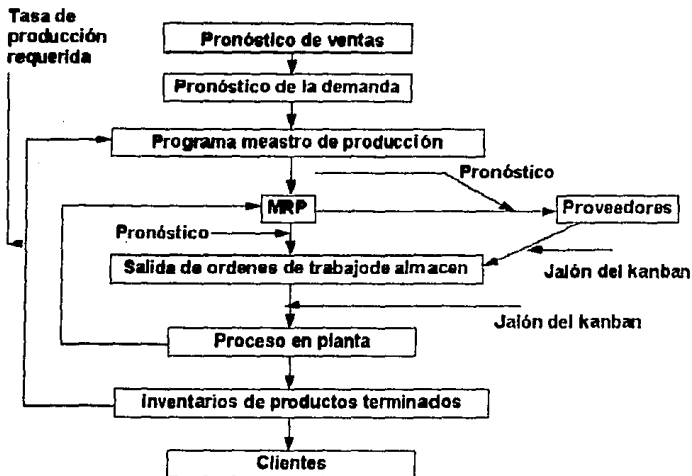 Tasa de
producción
requerida
Pronóstico de ventas
Pronóstico de la demanda
Programa meastro de producción
Pronóstico
MRP
Proveedores
Pronóstico
Salida de ordenes de trabajode almacen
Jalón del kanban
Jalón del kanban
Proceso en planta
inventarios de productos terminados
Clientes